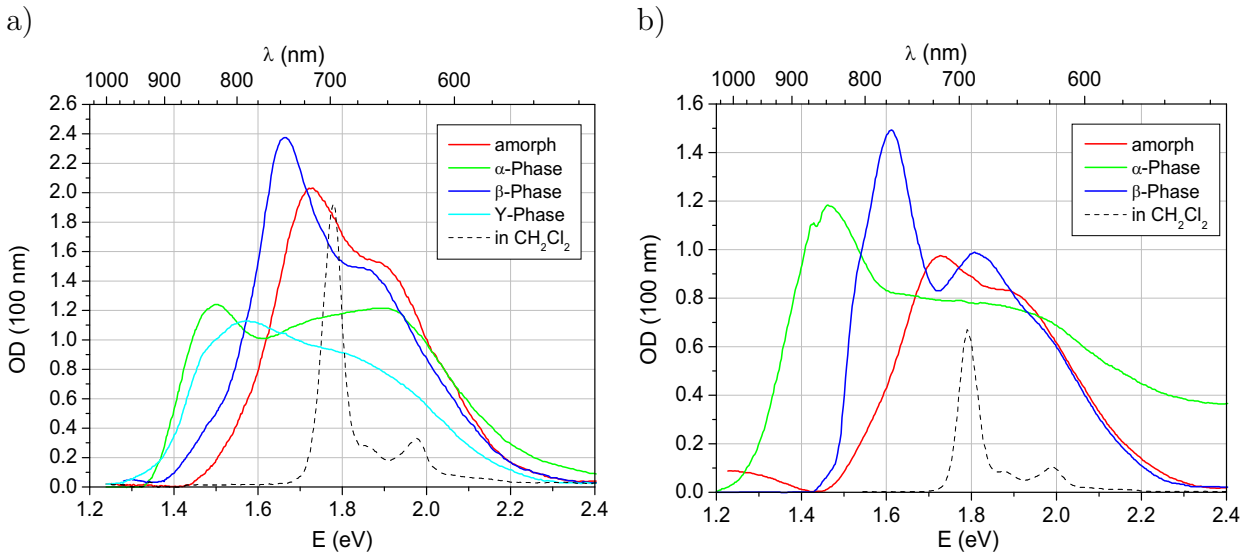 a)
λ (nm)
1000 900 800 700 600
2.6
2.4
2.2
2.0
1.8
1.6
1.4
1.2
1.0
0.8
0.6
0.4
0.2
0.0
OD (100 nm)
amorph
α-Phase
β-Phase
Y-Phase
in CH₂Cl₂
1.2 1.4 1.6 1.8 2.0 2.2 2.4
E (eV)
b)
λ (nm)
1000 900 800 700 600
1.6
1.4
1.2
1.0
0.8
0.6
0.4
0.2
0.0
OD (100 nm)
amorph
α-Phase
β-Phase
in CH₂Cl₂
1.2 1.4 1.6 1.8 2.0 2.2 2.4
E (eV)